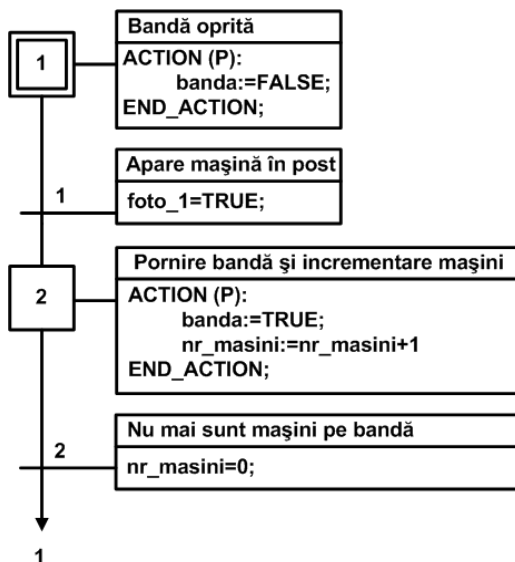 Bandă oprită
1
ACTION (P):
banda:=FALSE;
END_ACTION;
Apare maşină în post
1
foto_1=TRUE;
Pornire bandă şi incrementare maşini
2
ACTION (P):
banda:=TRUE;
nr_masini:=nr_masini+1
END_ACTION;
Nu mai sunt maşini pe bandă
2
nr_masini=0;
1